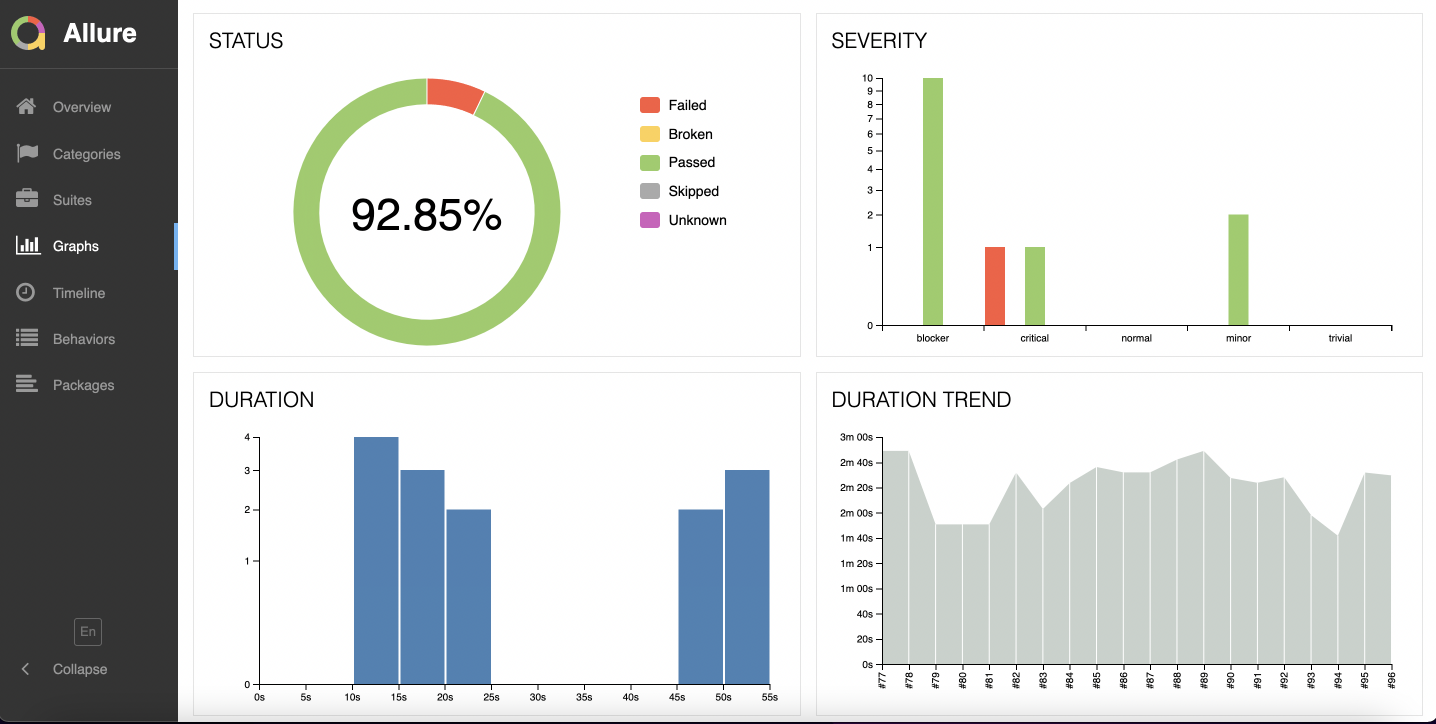 Allure
Overview
Categories
Suites
Graphs
Timeline
Behaviors
Packages
En
Collapse
STATUS
92.85%
Failed
Broken
Passed
Skipped
Unknown
SEVERITY
10
9
8
7
6
5
4
3
2
1
0
blocker critical normal minor trivial
DURATION
4
3
2
1
0
0s 5s 10s 15s 20s 25s 30s 35s 40s 45s 50s 55s
DURATION TREND
3m 00s
2m 40s
2m 20s
2m 00s
1m 40s
1m 20s
1m 00s
40s
20s
0s
#77 #78 #79 #80 #81 #82 #83 #84 #85 #86 #87 #88 #89 #90 #91 #92 #93 #94 #95 #96